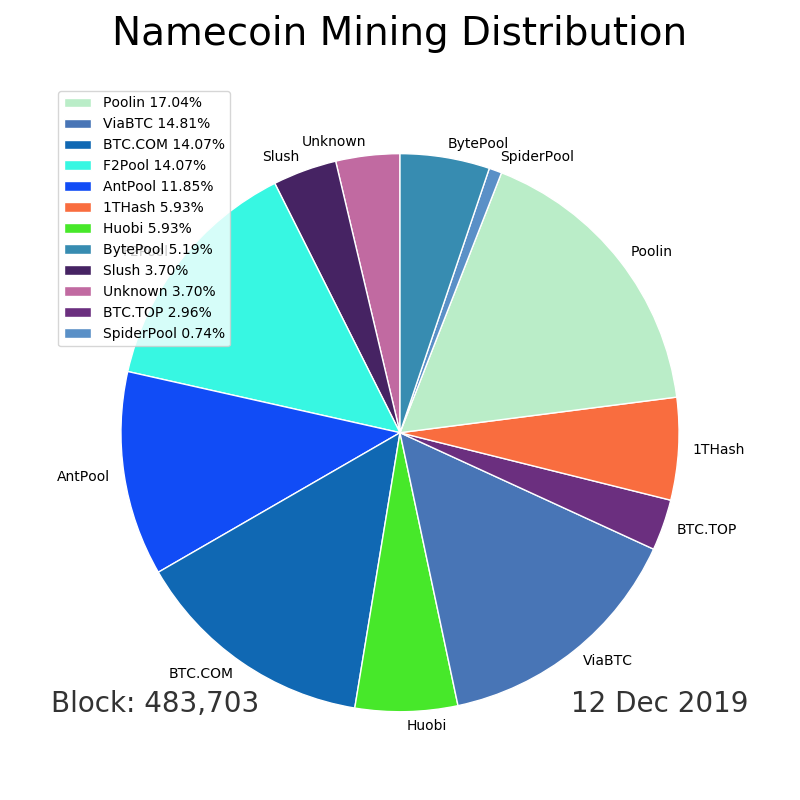 Namecoin Mining Distribution
Poolin 17.04%
ViaBTC 14.81%
BTC.COM 14.07%
F2Pool 14.07%
AntPool 11.85%
1THash 5.93%
Huobi 5.93%
BytePool 5.19%
Slush 3.70%
Unknown 3.70%
BTC.TOP 2.96%
SpiderPool 0.74%
Unknown
BytePool
Slush
SpiderPool
Poolin
1THash
AntPool
BTC.TOP
ViaBTC
BTC.COM
Huobi
Block: 483,703
12 Dec 2019